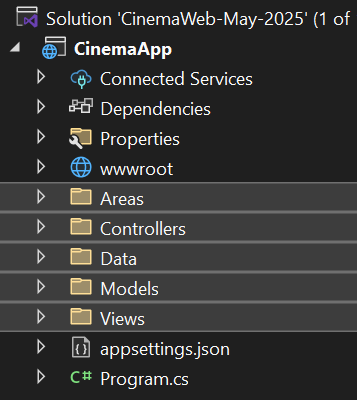 Solution 'CinemaWeb-May-2025' (1 of
CinemaApp
Connected Services
Dependencies
Properties
wwwroot
Areas
Controllers
Data
Models
Views
appsettings.json
C# Program.cs